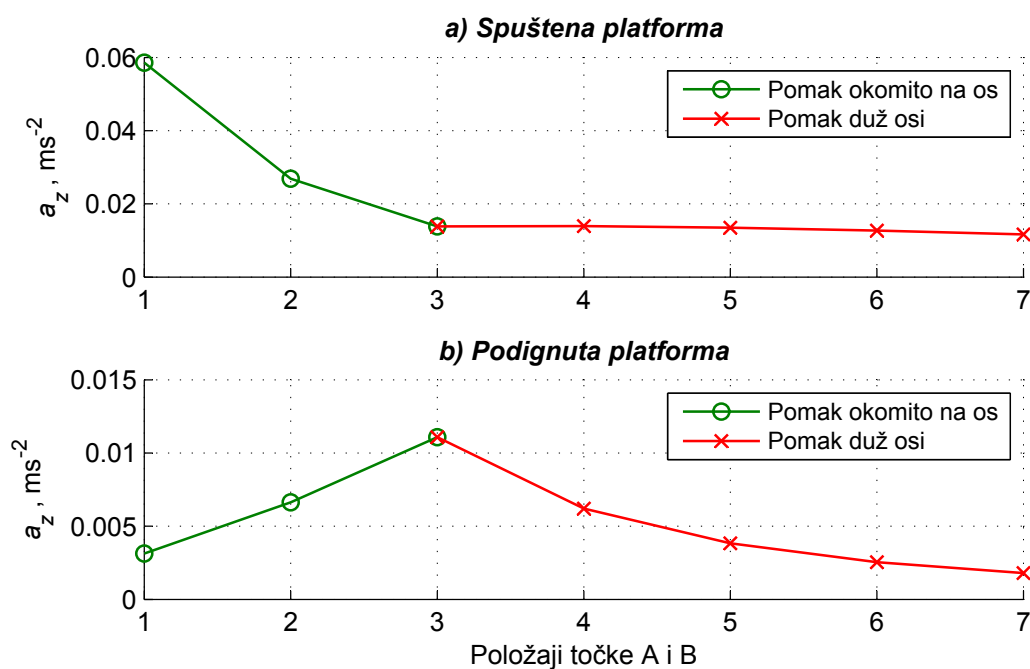 a) Spuštena platforma
0.06
0.04
0.02
0
a_z , ms⁻²
Pomak okomito na os
Pomak duž osi
1 2 3 4 5 6 7
b) Podignuta platforma
0.015
0.01
0.005
0
a_z , ms⁻²
Pomak okomito na os
Pomak duž osi
1 2 3 4 5 6 7
Položaji točke A i B